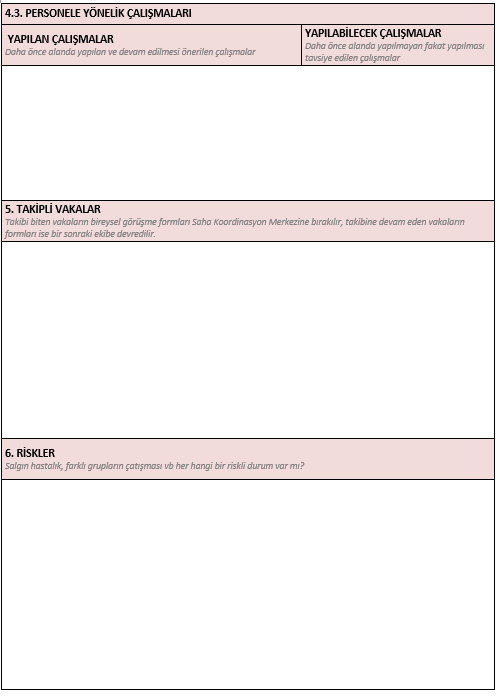 4.3. PERSONELE YÖNELİK ÇALIŞMALARI
YAPILAN ÇALIŞMALAR
Daha önce alanda yapılan ve devam edilmesi önerilen çalışmalar
YAPILABİLECEK ÇALIŞMALAR
Daha önce alanda yapılmayan fakat yapılması
tavsiye edilen çalışmalar
5. TAKİPLİ VAKALAR
Takibi biten vakaların bireysel görüşme formları Saha Koordinasyon Merkezine bırakılır, takibine devam eden vakaların
formları ise bir sonraki ekibe devredilir.
6. RİSKLER
Salgın hastalık, farklı grupların çatışması vb her hangi bir riskli durum var mı?